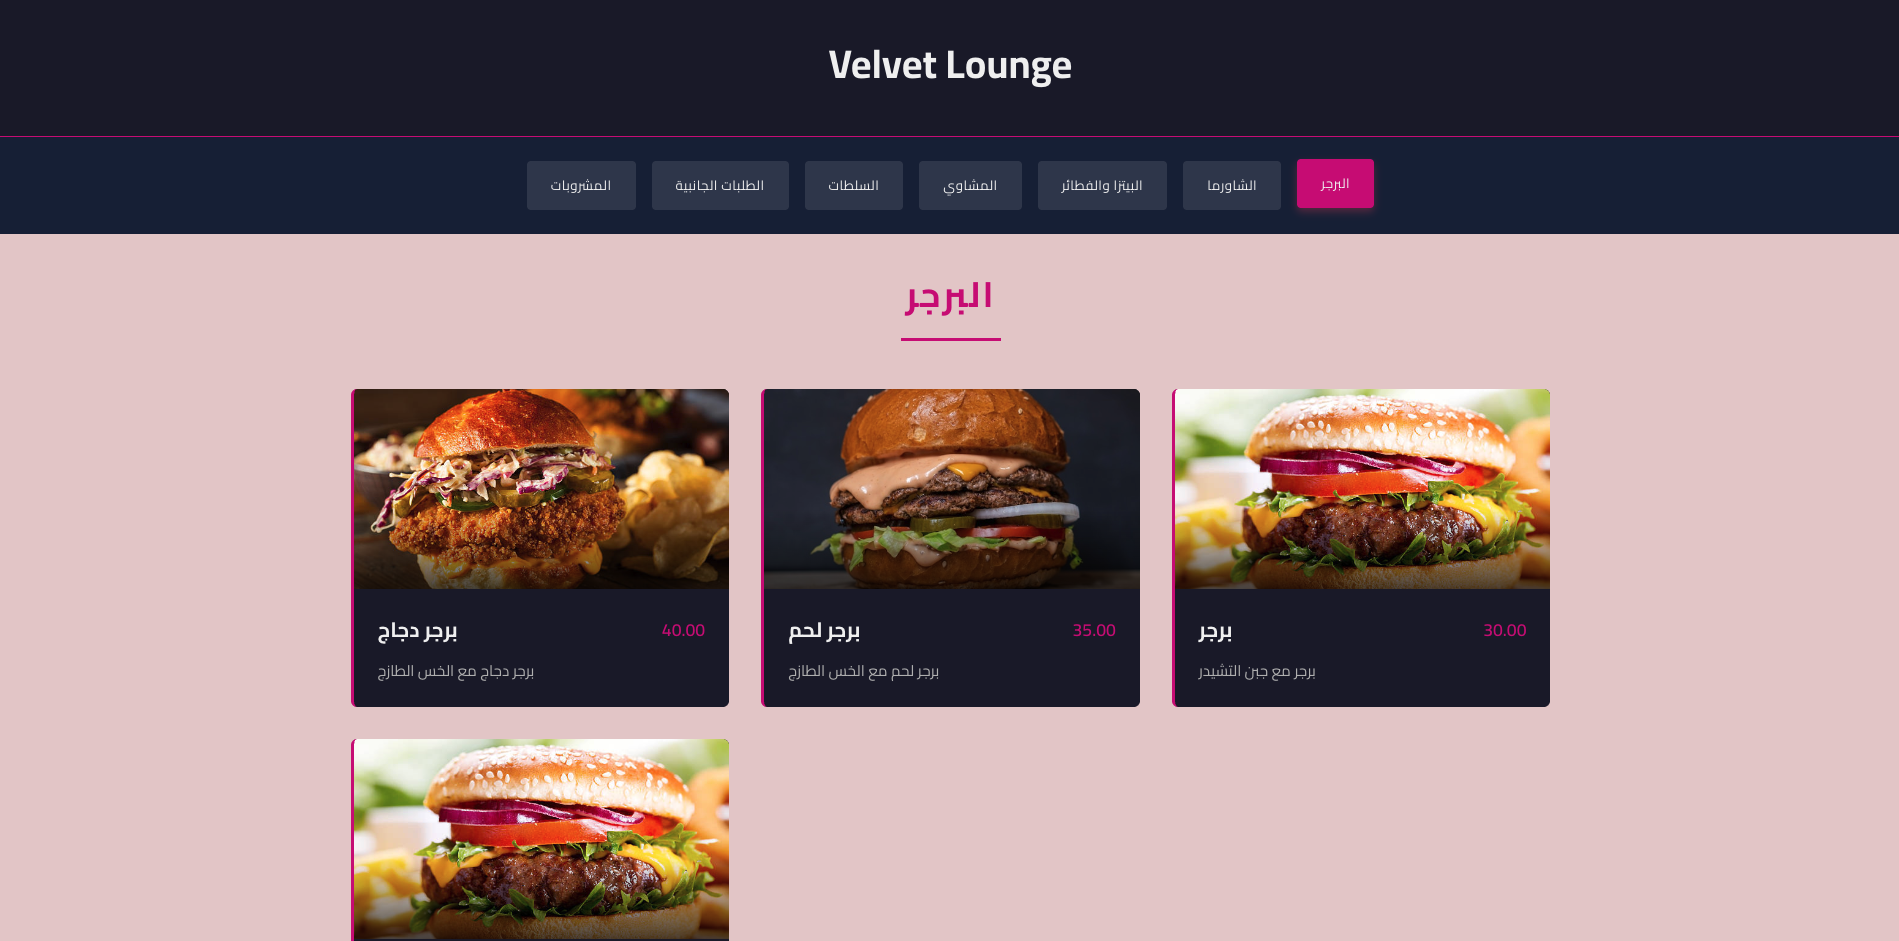 Velvet Lounge
البرجر
الشاورما
البيتزا والفطائر
المشاوي
السلطات
الطلبات الجانبية
المشروبات
البرجر
برجر
30.00
برجر مع جبن التشيدر
برجر لحم
35.00
برجر لحم مع الخس الطازج
برجر دجاج
40.00
برجر دجاج مع الخس الطازج